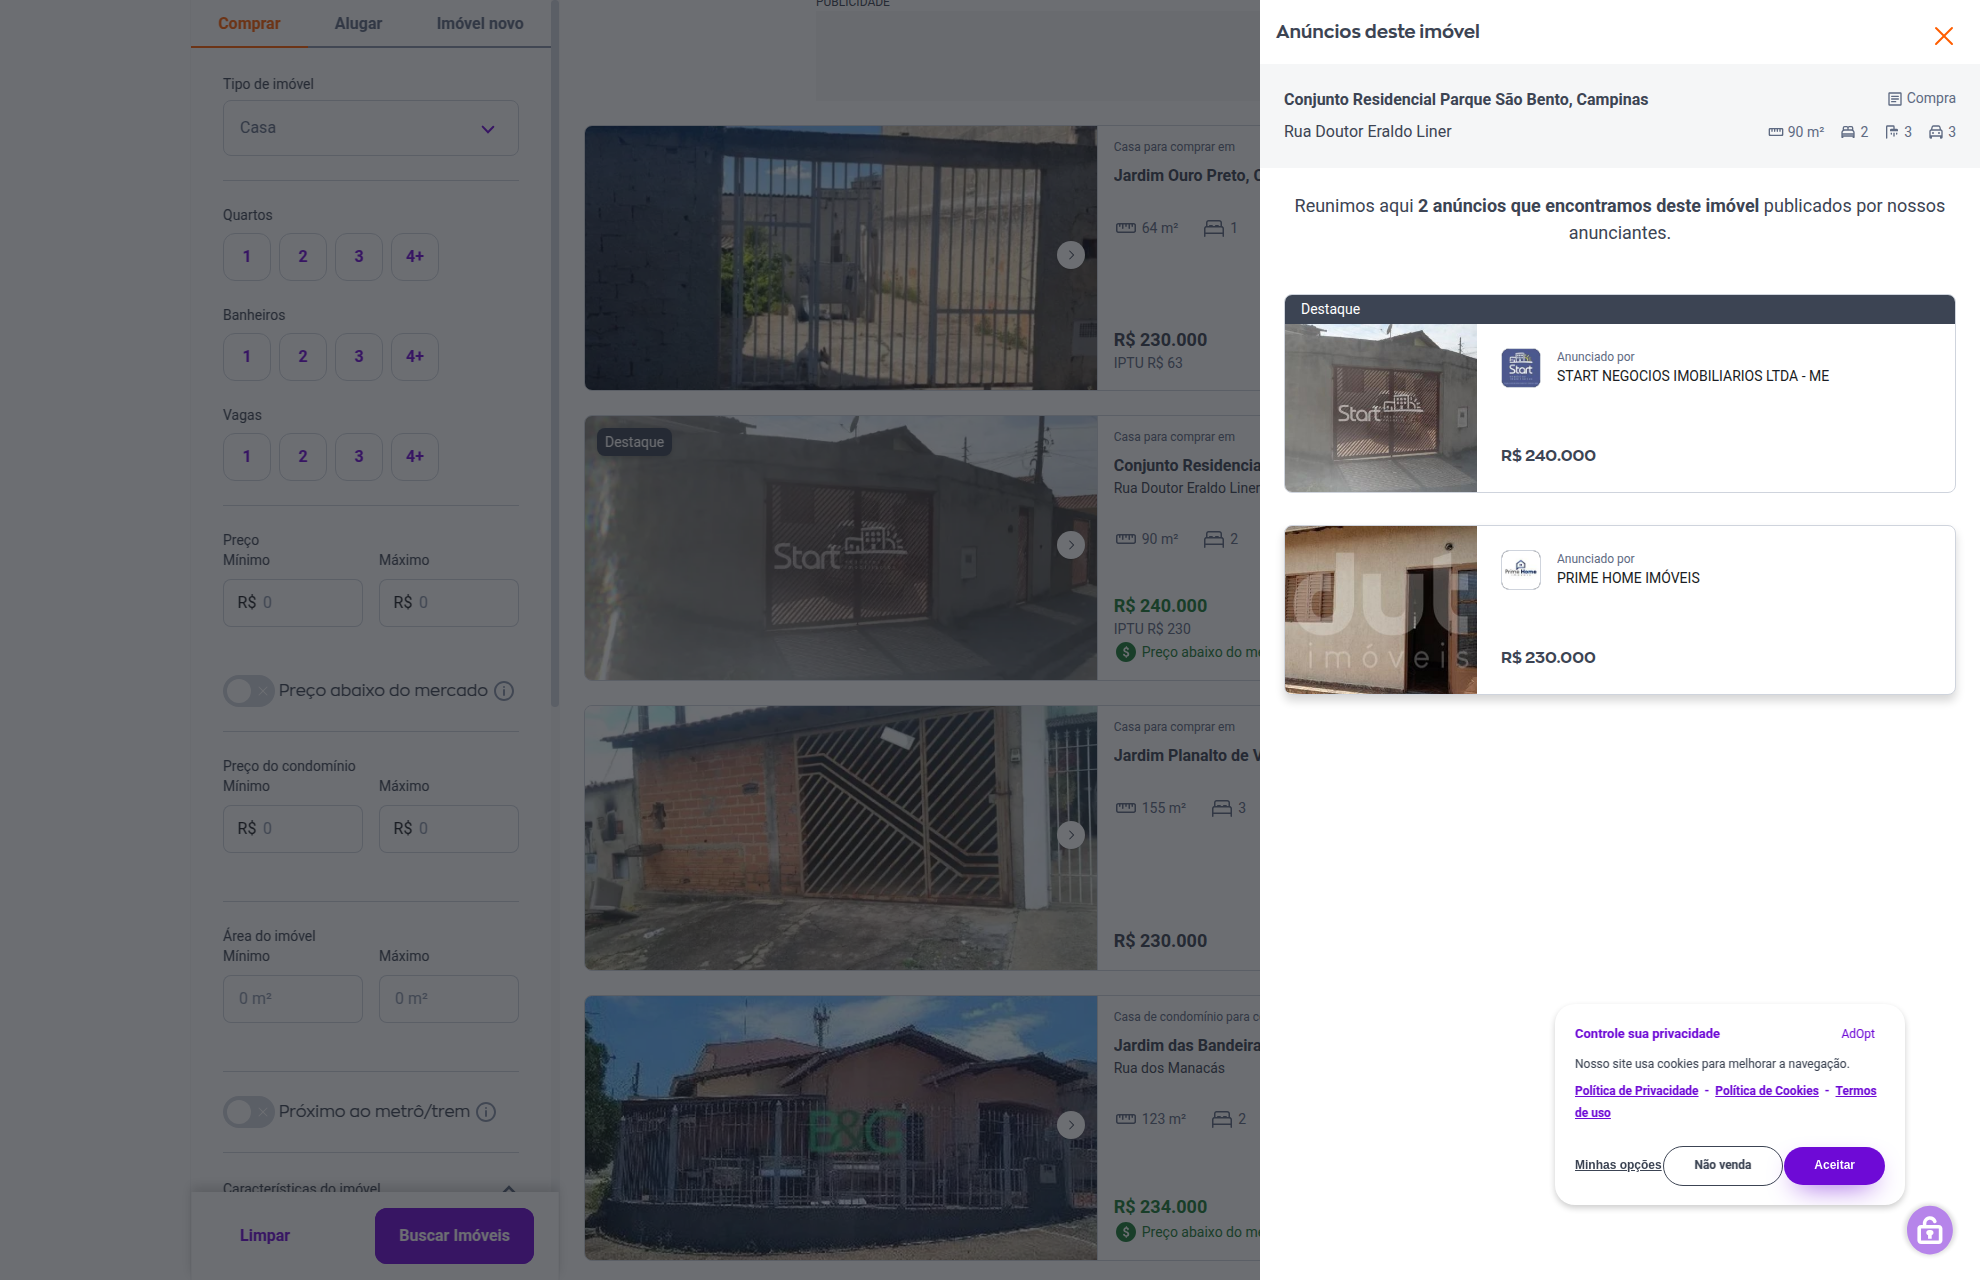 Comprar
Alugar
Imóvel novo
Tipo de imóvel
Casa
Quartos
1
2
3
4+
Banheiros
1
2
3
4+
Vagas
1
2
3
4+
Preço
Mínimo
Máximo
R$ 0
R$ 0
Preço abaixo do mercado
Preço do condomínio
Mínimo
Máximo
R$ 0
R$ 0
Área do imóvel
Mínimo
Máximo
0 m²
0 m²
Próximo ao metrô/trem
Características do imóvel
Limpar
Buscar Imóveis
PUBLICIDADE
Casa para comprar em
Jardim Ouro Preto, C
64 m²
1
R$ 230.000
IPTU R$ 63
Destaque
Start
Casa para comprar em
Conjunto Residencia
Rua Doutor Eraldo Liner
90 m²
2
R$ 240.000
IPTU R$ 230
Preço abaixo do me
Casa para comprar em
Jardim Planalto de V
155 m²
3
R$ 230.000
B&G
Casa de condomínio para c
Jardim das Bandeira
Rua dos Manacás
123 m²
2
R$ 234.000
Preço abaixo do me
Anúncios deste imóvel
Conjunto Residencial Parque São Bento, Campinas
Compra
Rua Doutor Eraldo Liner
90 m²
2
3
3
Reunimos aqui 2 anúncios que encontramos deste imóvel publicados por nossos
anunciantes.
Destaque
Start
Start
Anunciado por
START NEGOCIOS IMOBILIARIOS LTDA - ME
R$ 240.000
dut
imóveis
Prime Home
Anunciado por
PRIME HOME IMÓVEIS
R$ 230.000
Controle sua privacidade
AdOpt
Nosso site usa cookies para melhorar a navegação.
Política de Privacidade - Política de Cookies - Termos
de uso
Minhas opções
Não venda
Aceitar